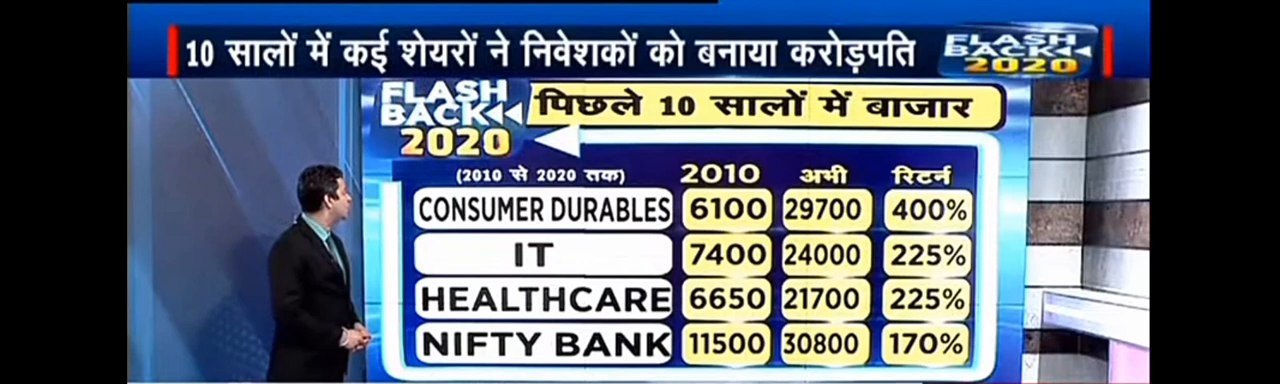 10 सालों में कई शेयरों ने निवेशकों को बनाया करोड़पति
FLASH
BACK
2020
FLASH
BACK
2020
पिछले 10 सालों में बाजार
(2010 से 2020 तक) 2010 अभी रिटर्न
CONSUMER DURABLES 6100 29700 400%
IT 7400 24000 225%
HEALTHCARE 6650 21700 225%
NIFTY BANK 11500 30800 170%